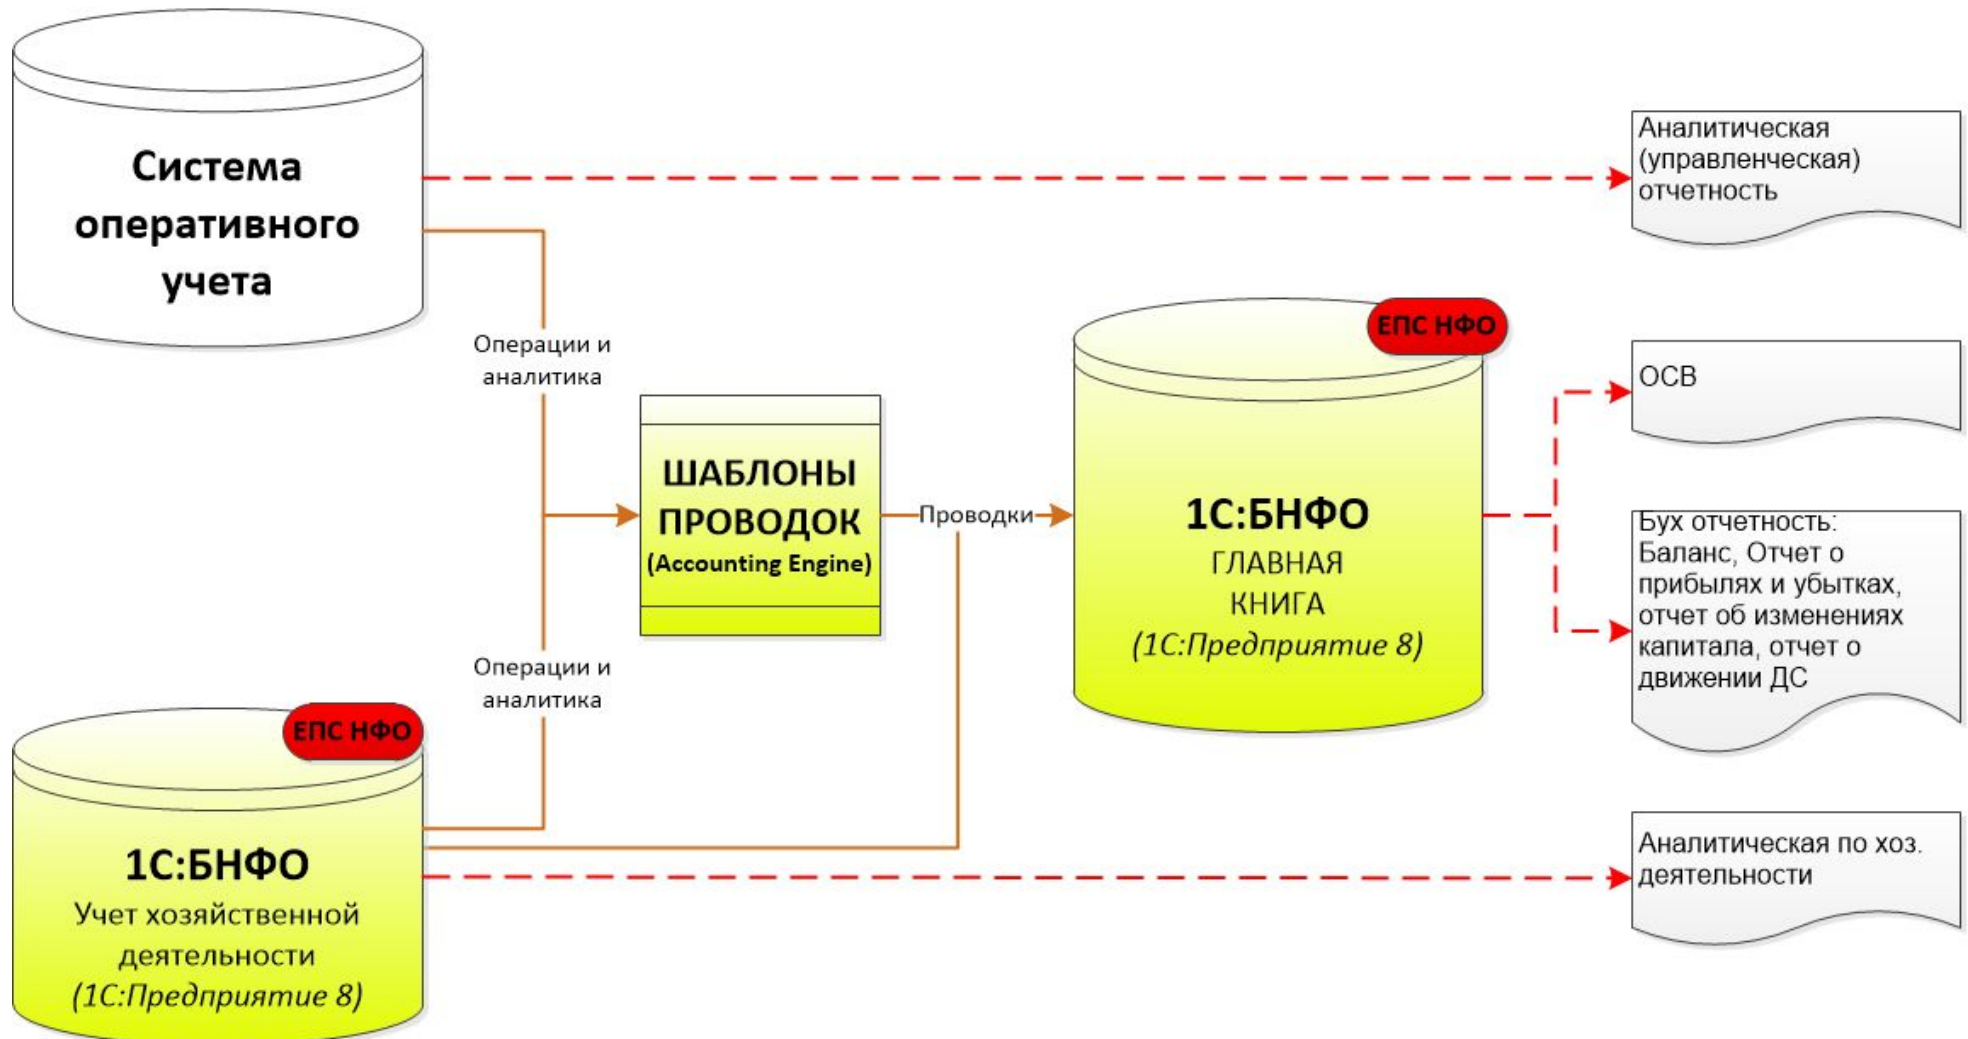 Система
оперативного
учета
Аналитическая
(управленческая)
отчетность
Операции и
аналитика
ШАБЛОНЫ
ПРОВОДОК
(Accounting Engine)
Проводки
ЕПС НФО
1С:БНФО
ГЛАВНАЯ
КНИГА
(1С:Предприятие 8)
ОСВ
Бух отчетность:
Баланс, Отчет о
прибылях и убытках,
отчет об изменениях
капитала, отчет о
движении ДС
Операции и
аналитика
ЕПС НФО
1С:БНФО
Учет хозяйственной
деятельности
(1С:Предприятие 8)
Аналитическая по хоз.
деятельности